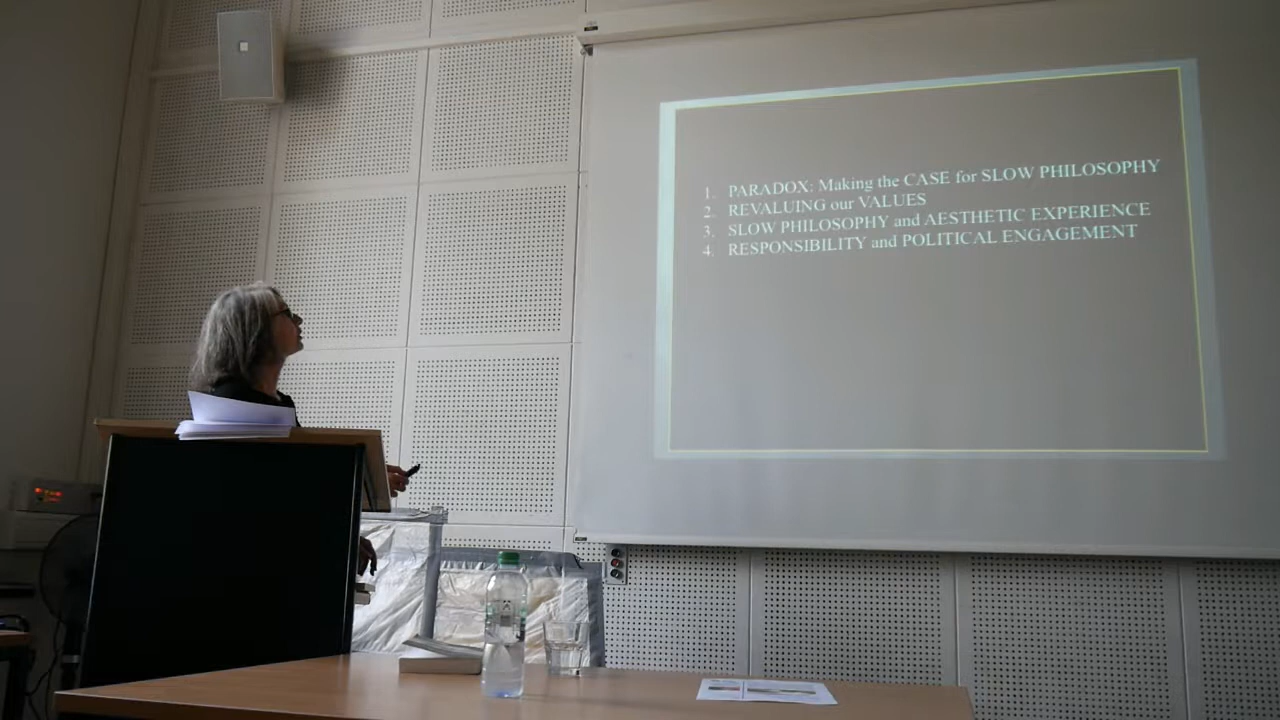 1. PARADOX: Making the CASE for SLOW PHILOSOPHY
2. REVALUING our VALUES
3. SLOW PHILOSOPHY and AESTHETIC EXPERIENCE
4. RESPONSIBILITY and POLITICAL ENGAGEMENT